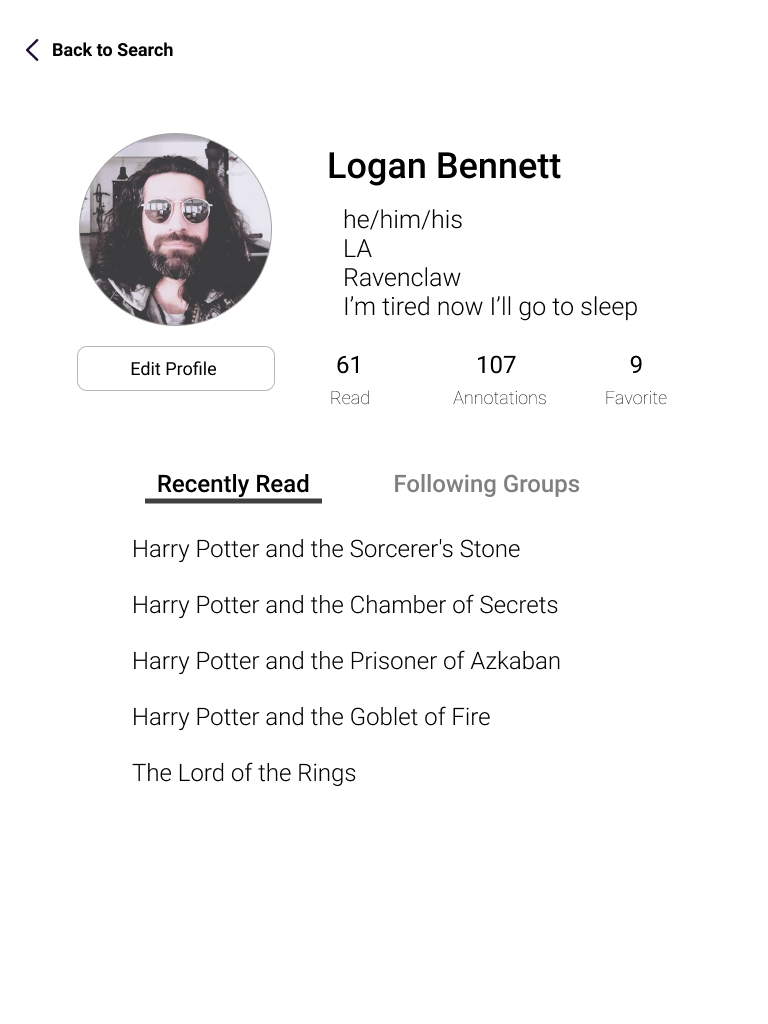 Back to Search
Logan Bennett
he/him/his
LA
Ravenclaw
I’m tired now I’ll go to sleep
Edit Profile
61 107 9
Read Annotations Favorite
Recently Read Following Groups
Harry Potter and the Sorcerer's Stone
Harry Potter and the Chamber of Secrets
Harry Potter and the Prisoner of Azkaban
Harry Potter and the Goblet of Fire
The Lord of the Rings